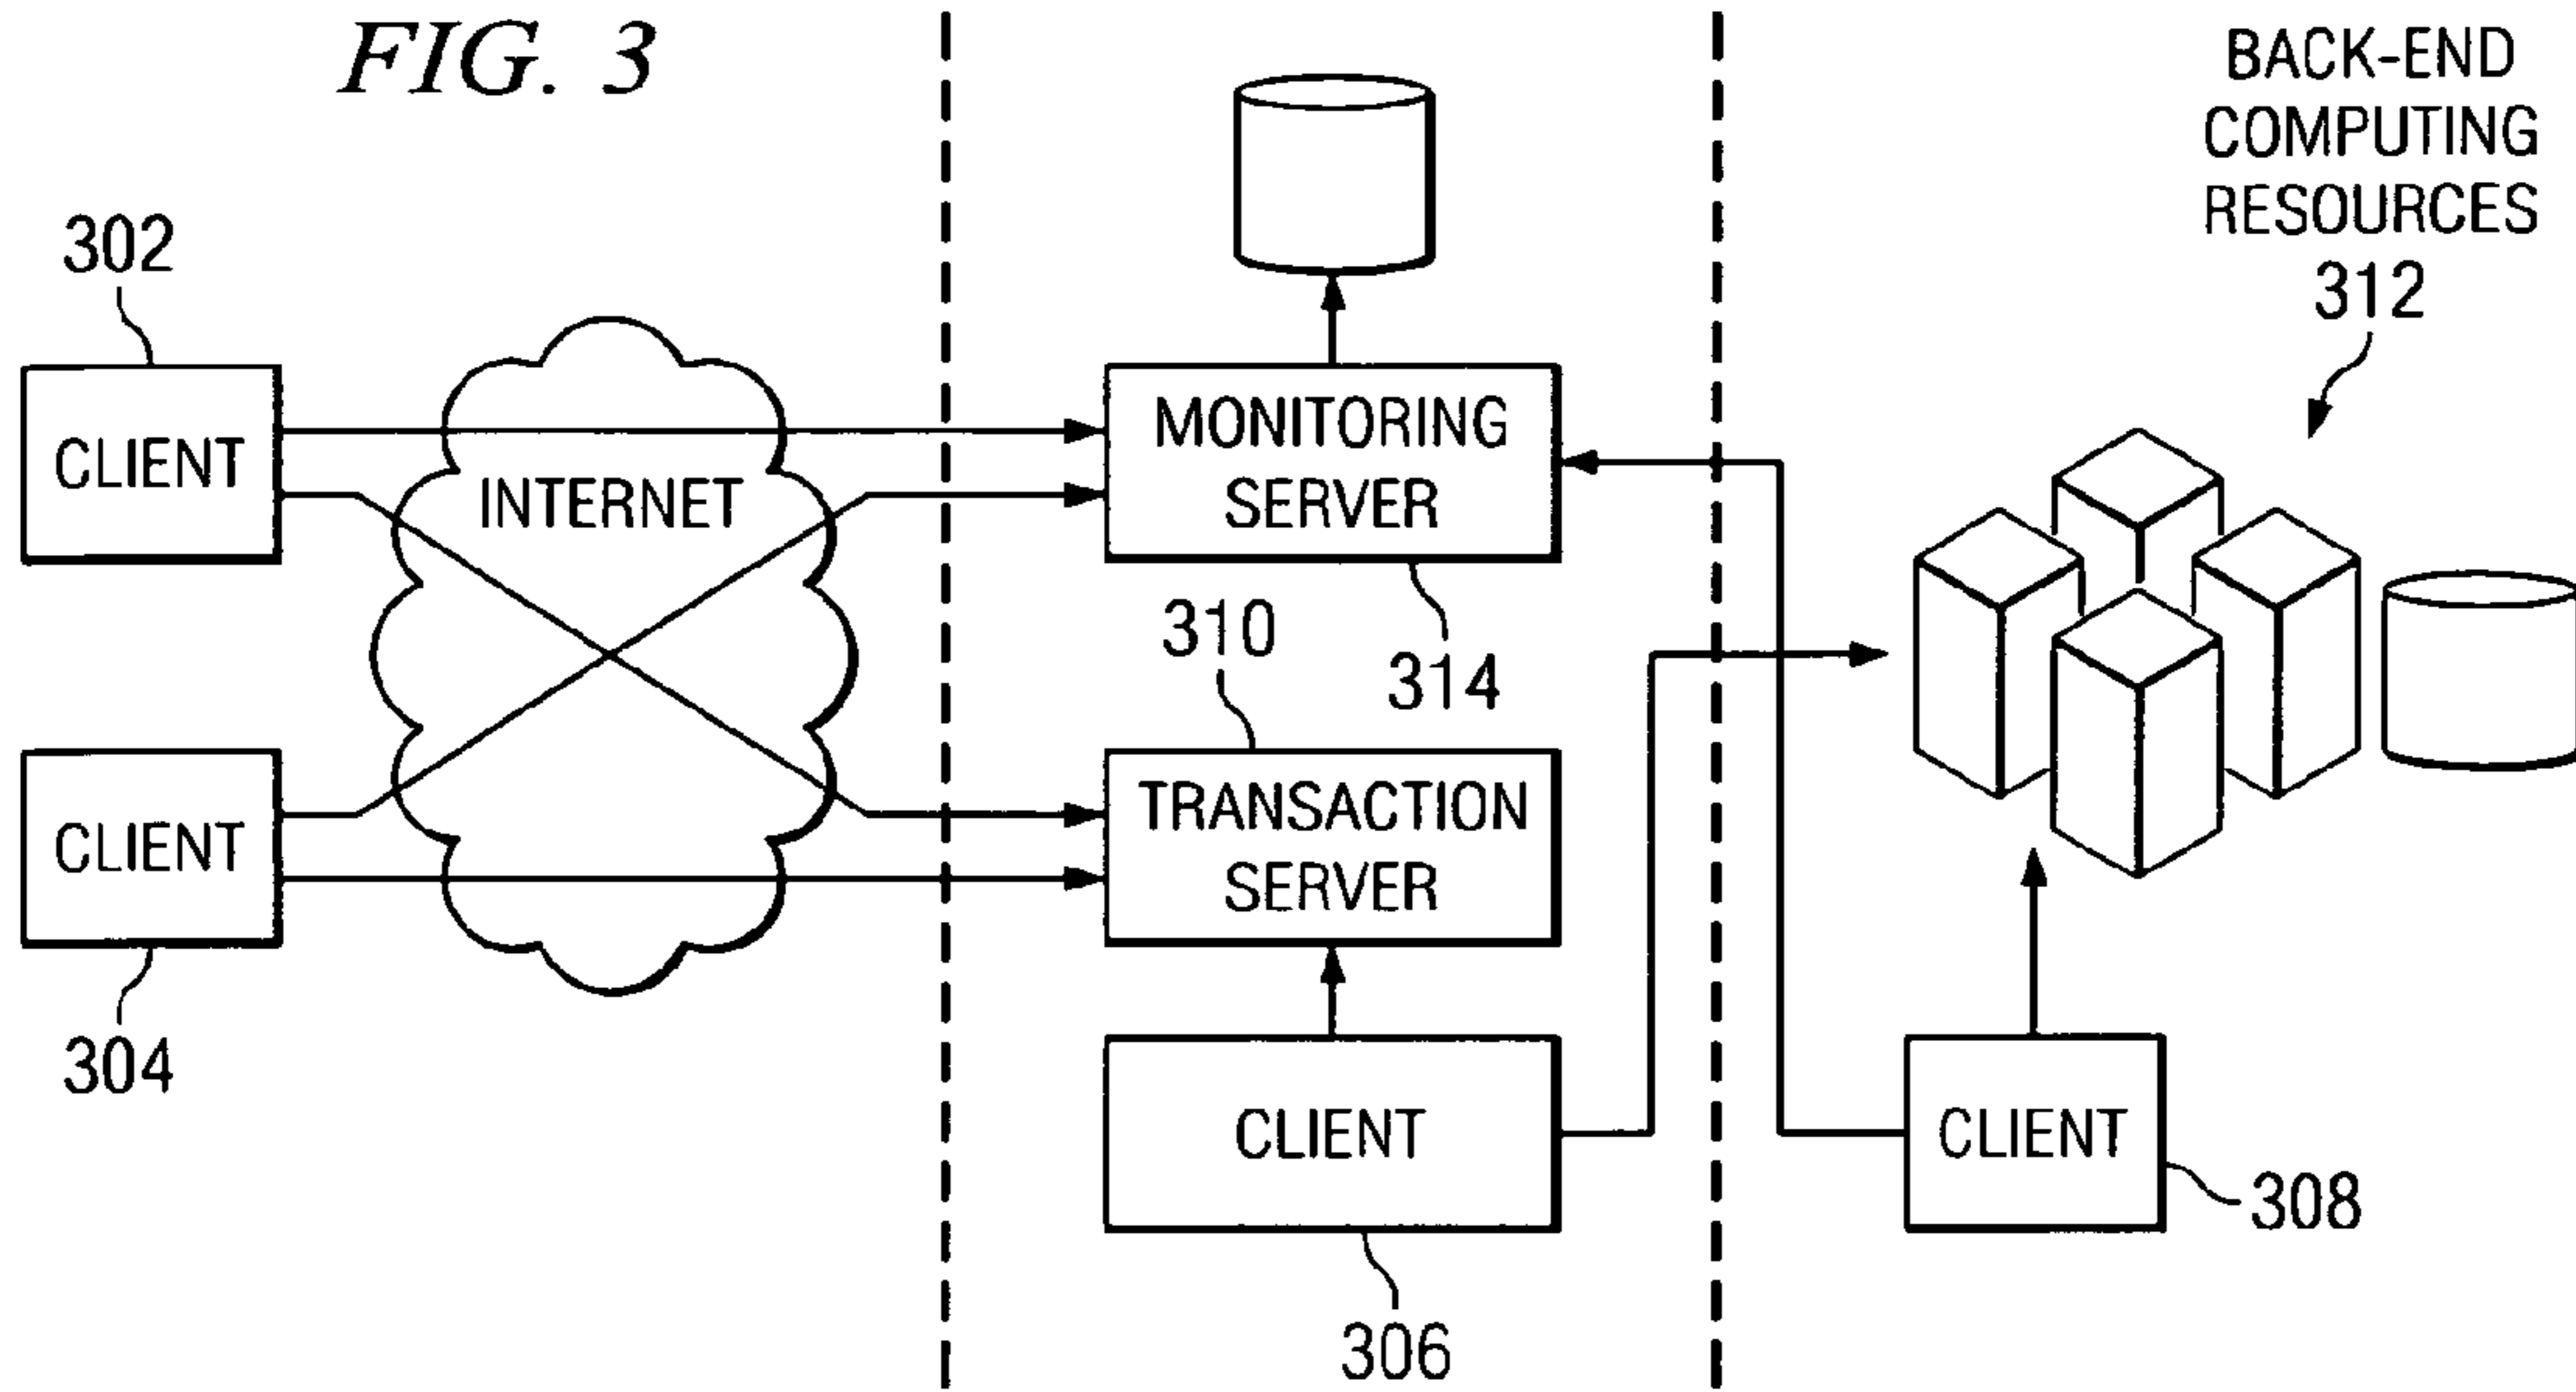 FIG. 3
BACK-END
COMPUTING
RESOURCES
312
302
CLIENT
INTERNET
MONITORING
SERVER
314
310
TRANSACTION
SERVER
CLIENT
304
CLIENT
306
CLIENT
308